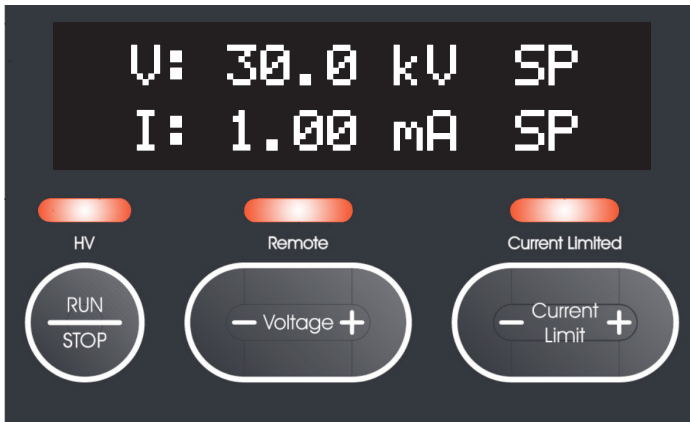 V: 30.0 kV SP
I: 1.00 mA SP
HV Remote Current Limited
RUN
STOP
− Voltage +
− Current Limit +